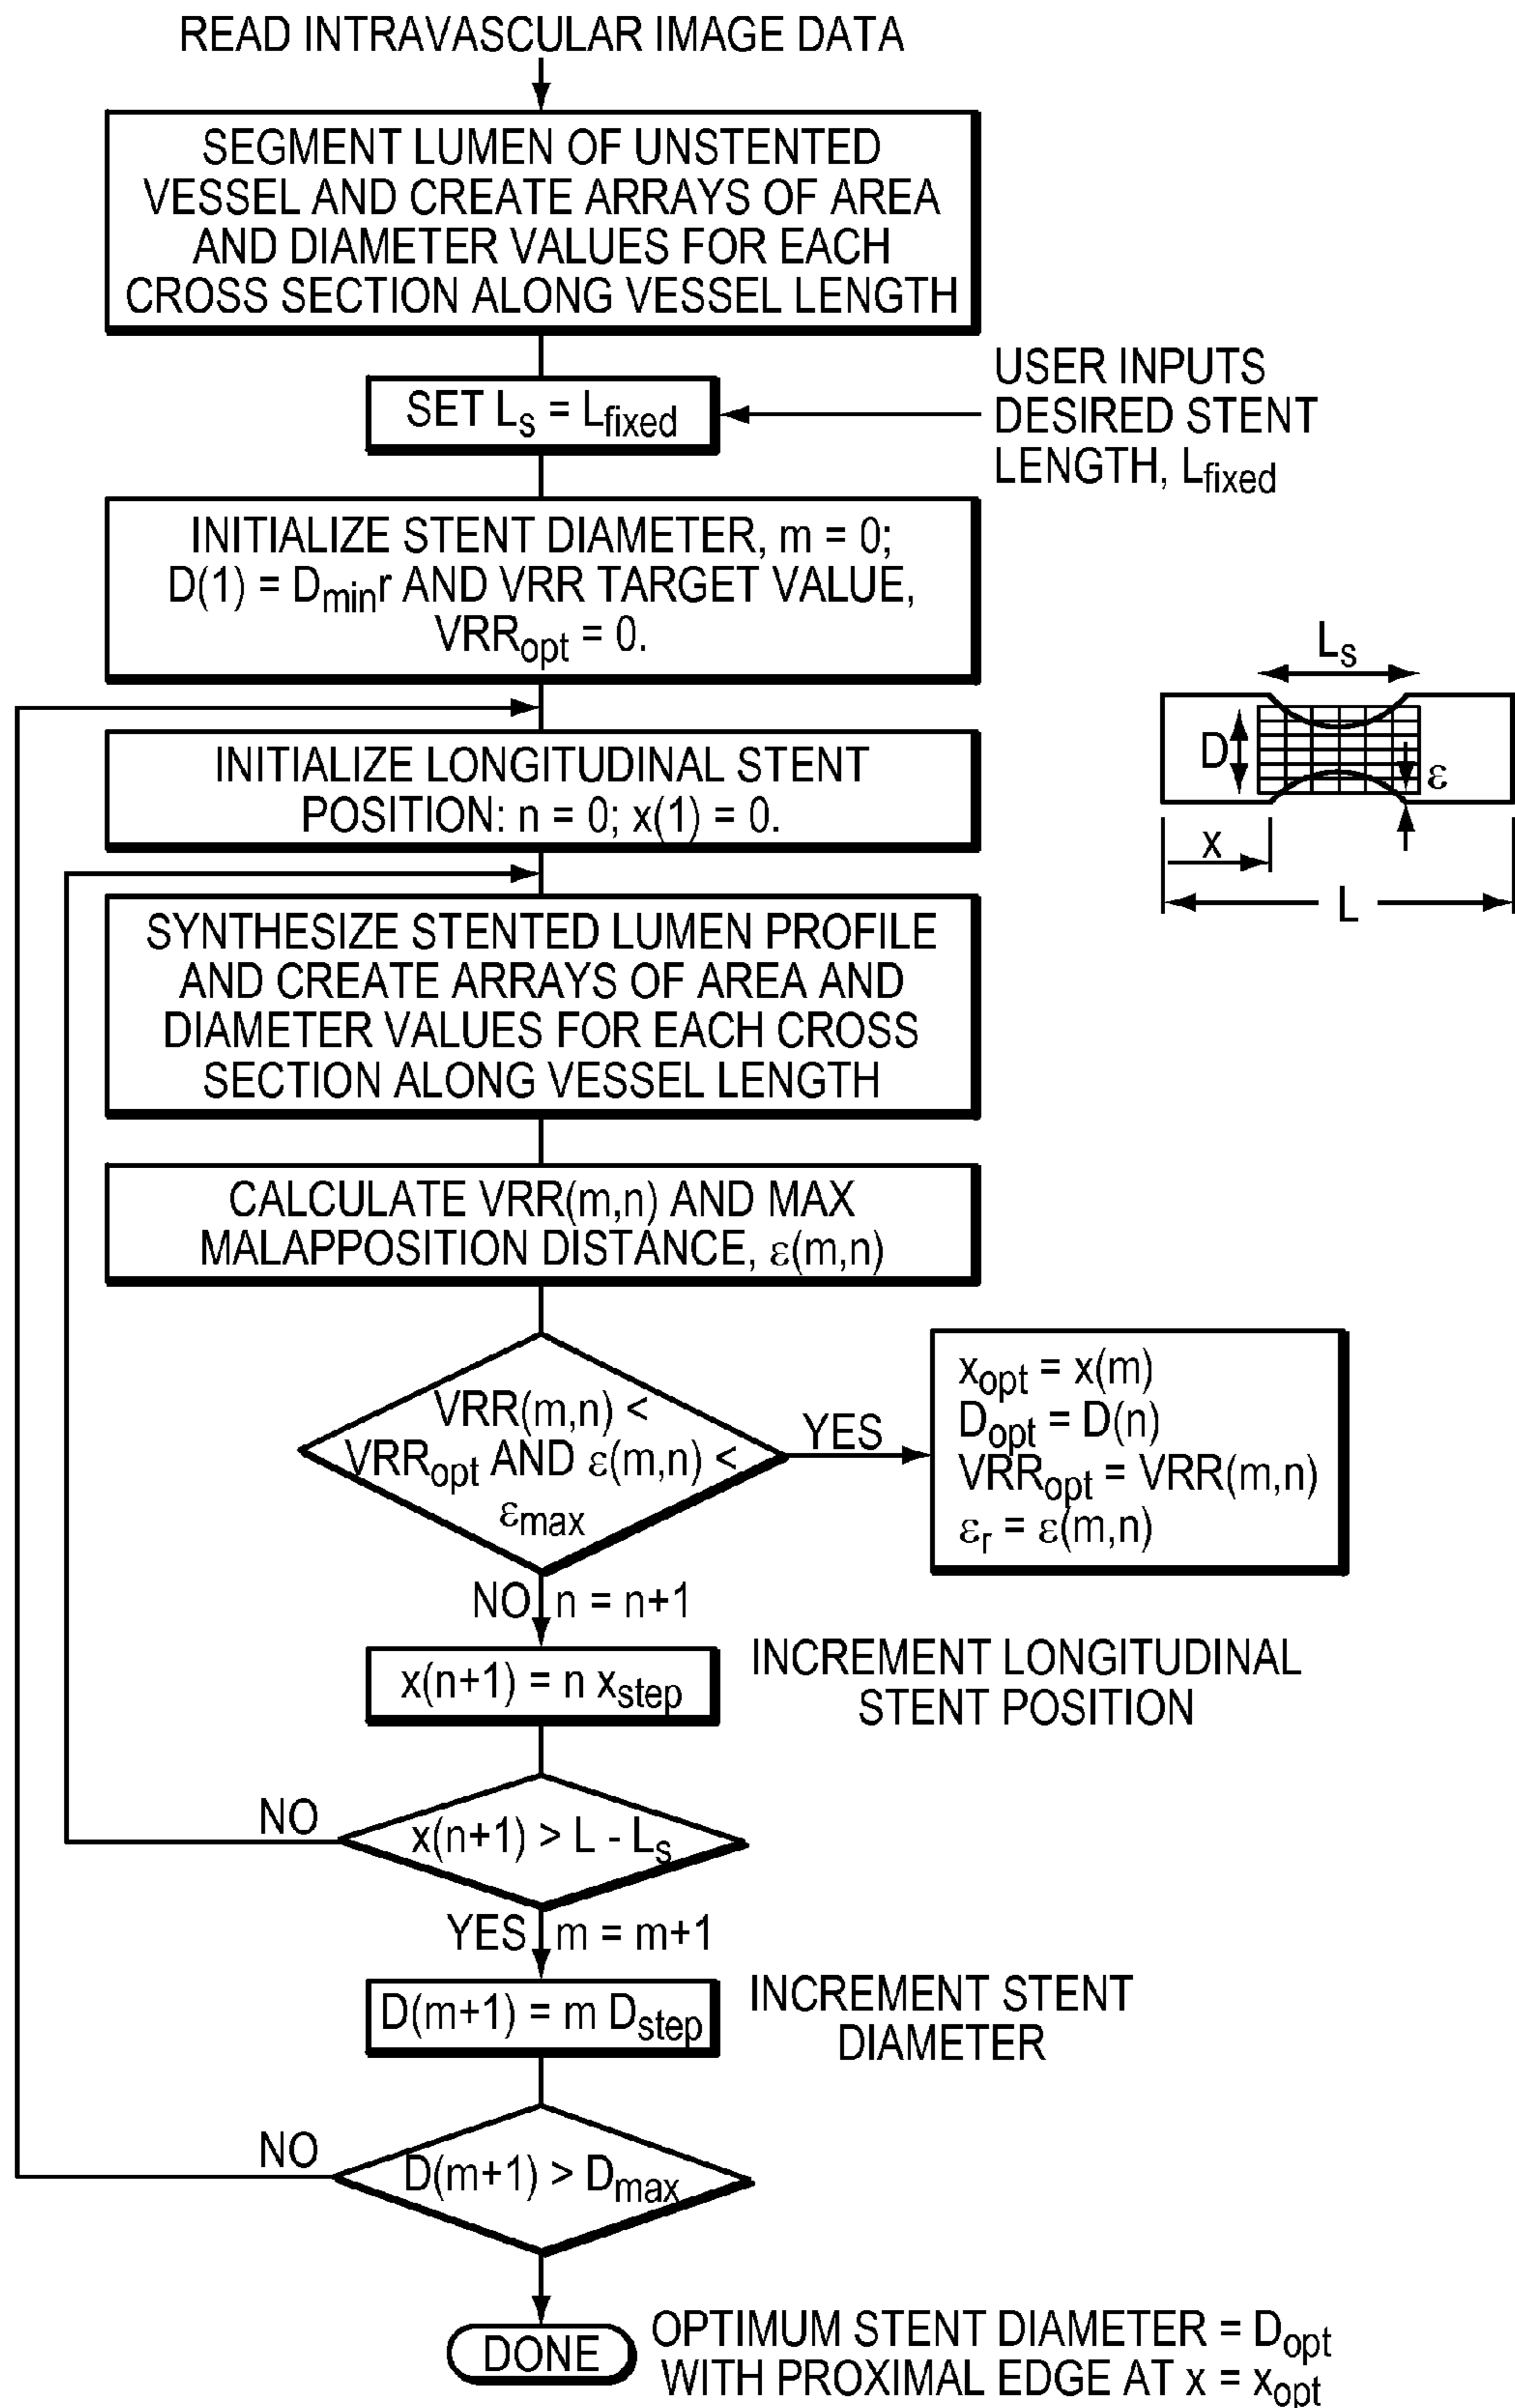 READ INTRAVASCULAR IMAGE DATA
SEGMENT LUMEN OF UNSTENTED
VESSEL AND CREATE ARRAYS OF AREA
AND DIAMETER VALUES FOR EACH
CROSS SECTION ALONG VESSEL LENGTH
SET Ls = Lfixed
USER INPUTS
DESIRED STENT
LENGTH, Lfixed
INITIALIZE STENT DIAMETER, m = 0;
D(1) = Dminr AND VRR TARGET VALUE,
VRRopt = 0.
Ls
D
ε
x
L
INITIALIZE LONGITUDINAL STENT
POSITION: n = 0; x(1) = 0.
SYNTHESIZE STENTED LUMEN PROFILE
AND CREATE ARRAYS OF AREA AND
DIAMETER VALUES FOR EACH CROSS
SECTION ALONG VESSEL LENGTH
CALCULATE VRR(m,n) AND MAX
MALAPPOSITION DISTANCE, ε(m,n)
VRR(m,n) <
VRRopt AND ε(m,n) <
εmax
YES
xopt = x(m)
Dopt = D(n)
VRRopt = VRR(m,n)
εr = ε(m,n)
NO n = n+1
x(n+1) = n xstep
INCREMENT LONGITUDINAL
STENT POSITION
NO
x(n+1) > L - Ls
YES m = m+1
D(m+1) = m Dstep
INCREMENT STENT
DIAMETER
NO
D(m+1) > Dmax
DONE
OPTIMUM STENT DIAMETER = Dopt
WITH PROXIMAL EDGE AT x = xopt